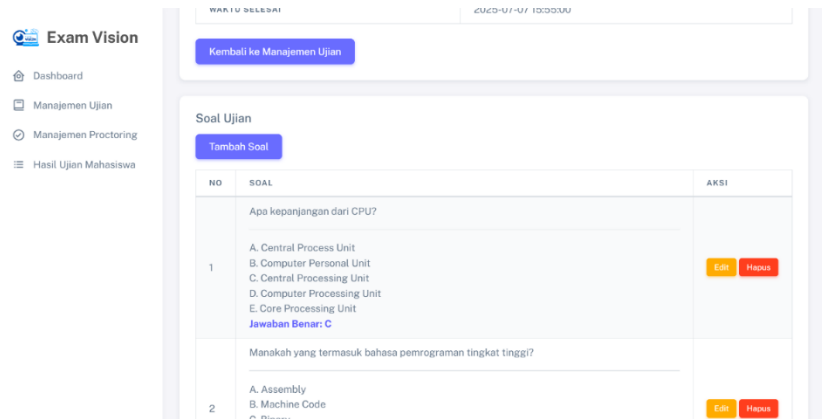 WAKTU SELESAI 2025-07-07 15:55:00
Exam Vision
Kembali ke Manajemen Ujian
Dashboard
Manajemen Ujian
Manajemen Proctoring
Hasil Ujian Mahasiswa
Soal Ujian
Tambah Soal
NO SOAL AKSI
Apa kepanjangan dari CPU?
A. Central Process Unit
B. Computer Personal Unit
1 C. Central Processing Unit Edit Hapus
D. Computer Processing Unit
E. Core Processing Unit
Jawaban Benar: C
Manakah yang termasuk bahasa pemrograman tingkat tinggi?
A. Assembly
B. Machine Code
2 Edit Hapus
C. Binary